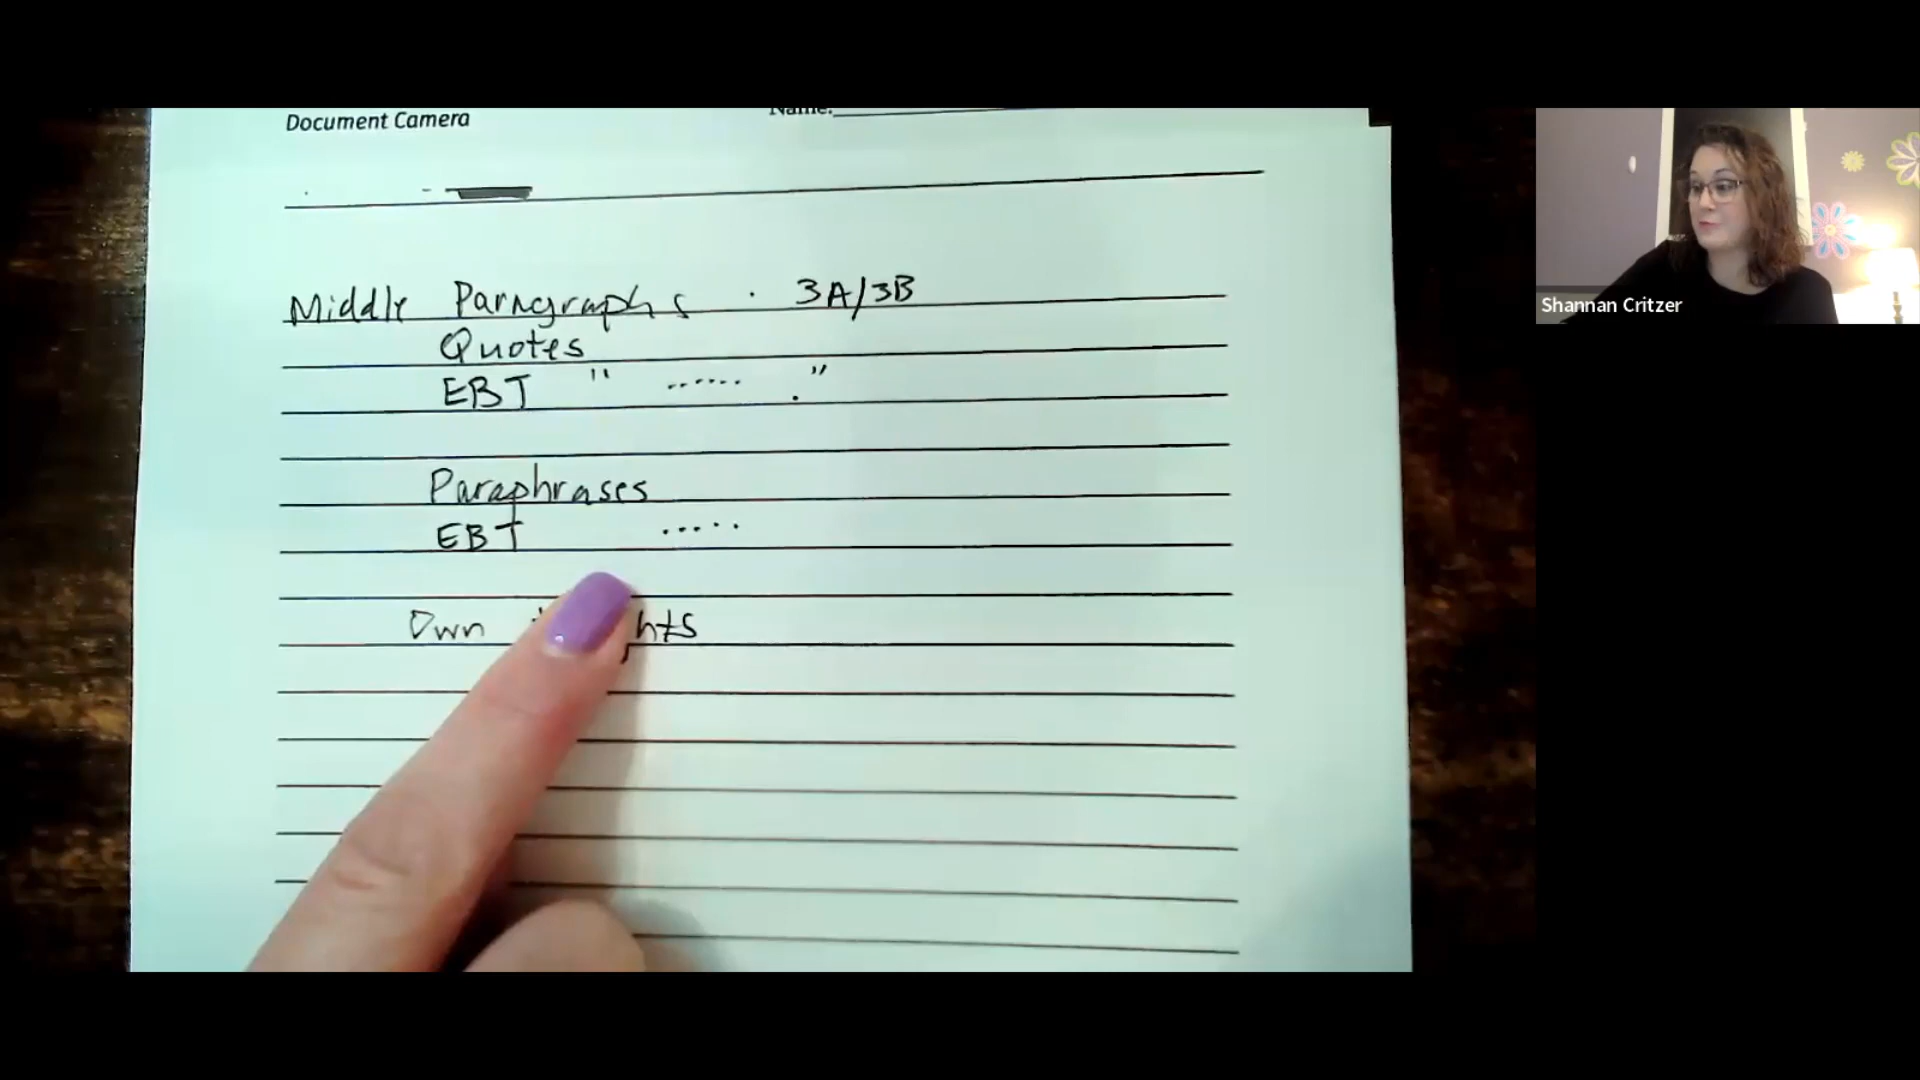 Document Camera
Name:
Middle Paragraphs 3A/3B
Quotes
EBT " ...... ."
Paraphrases
EBT .....
Own
Shannan Critzer